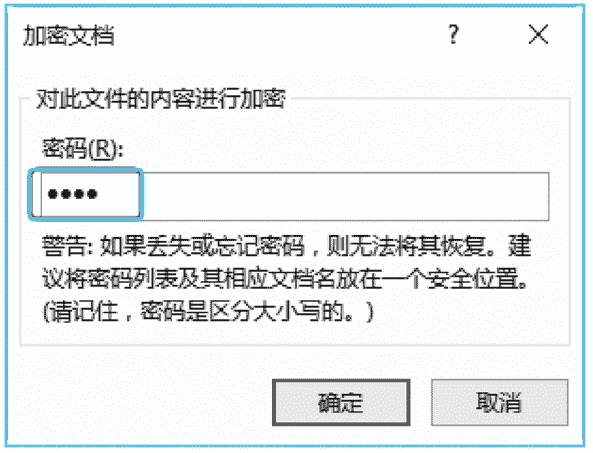 加密文档 ?
对此文件的内容进行加密
密码(R):
••••
警告: 如果丢失或忘记密码，则无法将其恢复。建
议将密码列表及其相应文档名放在一个安全位置。
(请记住，密码是区分大小写的。)
确定 取消